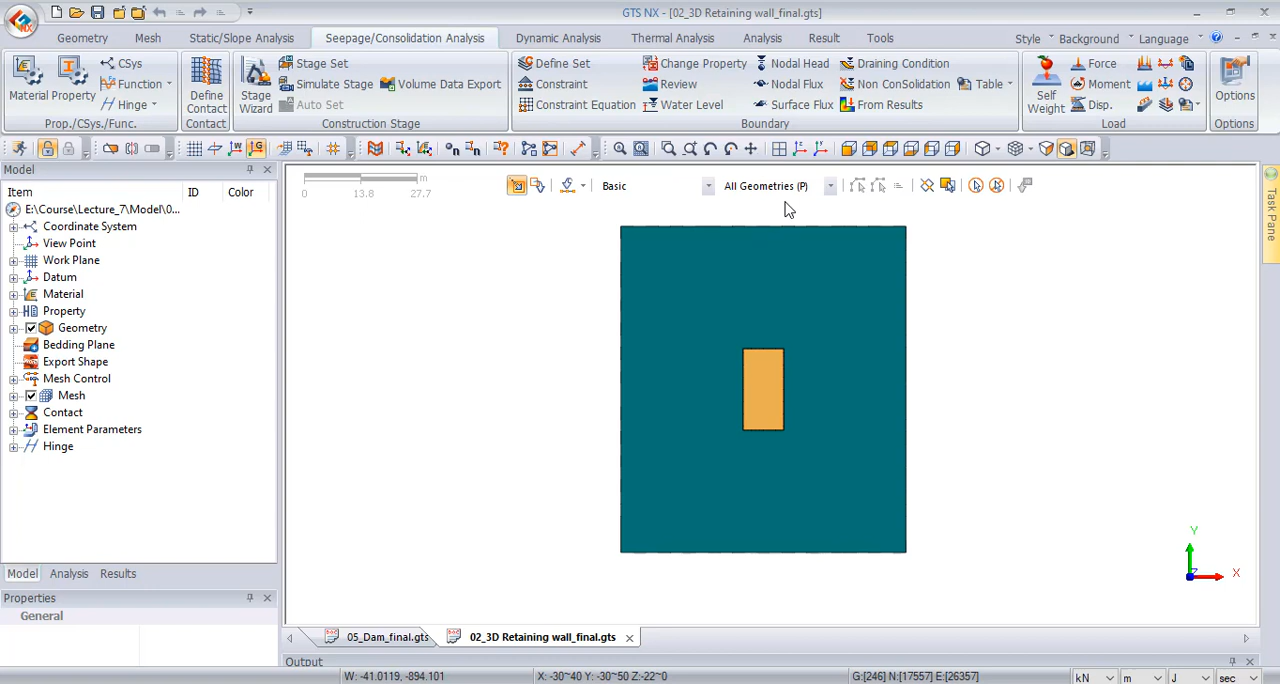 GTS NX - [02_3D Retaining wall_final.gts]
Geometry Mesh Static/Slope Analysis Seepage/Consolidation Analysis Dynamic Analysis Thermal Analysis Analysis Result Tools Style Background Language
Material Property
CSys
Function
Hinge
Prop./CSys./Func.
Define Contact
Contact
Stage Wizard
Stage Set
Simulate Stage Volume Data Export
Auto Set
Construction Stage
Define Set Change Property Nodal Head Draining Condition
Constraint Review Nodal Flux Non Consolidation Table
Constraint Equation Water Level Surface Flux From Results
Boundary
Self Weight
Force
Moment
Disp.
Load
Options
Options
Model
Item ID Color
E:\Course\Lecture_7\Model\0...
Coordinate System
View Point
Work Plane
Datum
Material
Property
Geometry
Bedding Plane
Export Shape
Mesh Control
Mesh
Contact
Element Parameters
Hinge
Model Analysis Results
Properties
General
m
0 13.8 27.7
Basic All Geometries (P)
Task Pane
Y
X
Z
05_Dam_final.gts 02_3D Retaining wall_final.gts
Output
W: -41.0119, -894.101 X: -30~40 Y: -30~50 Z:-22~0 G:[246] N:[17557] E:[26357] kN m J sec